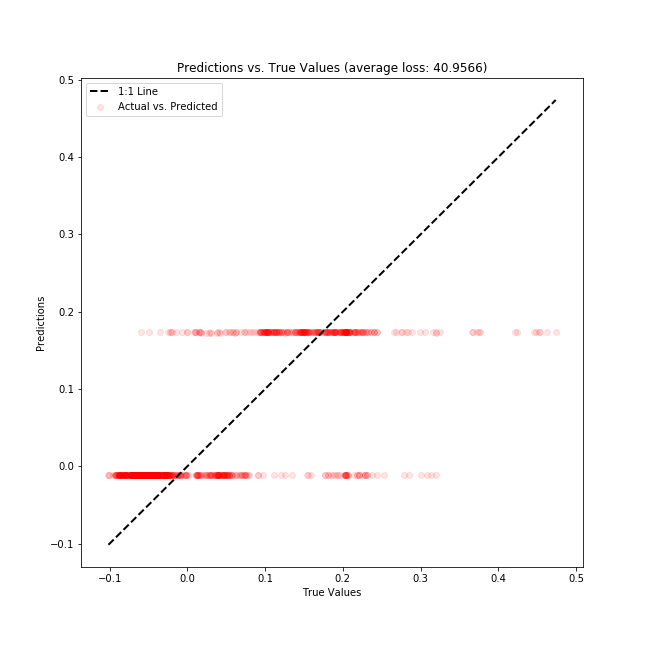 Predictions vs. True Values (average loss: 40.9566)
1:1 Line
Actual vs. Predicted
0.5
0.4
0.3
0.2
0.1
0.0
−0.1
Predictions
−0.1 0.0 0.1 0.2 0.3 0.4 0.5
True Values